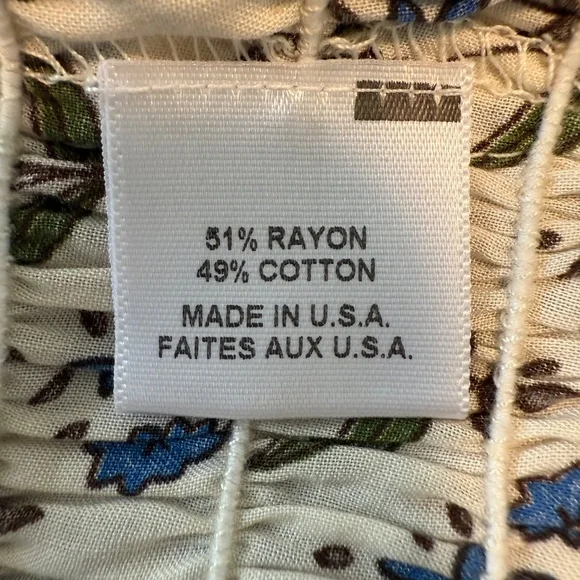 51% RAYON
49% COTTON
MADE IN U.S.A.
FAITES AUX U.S.A.